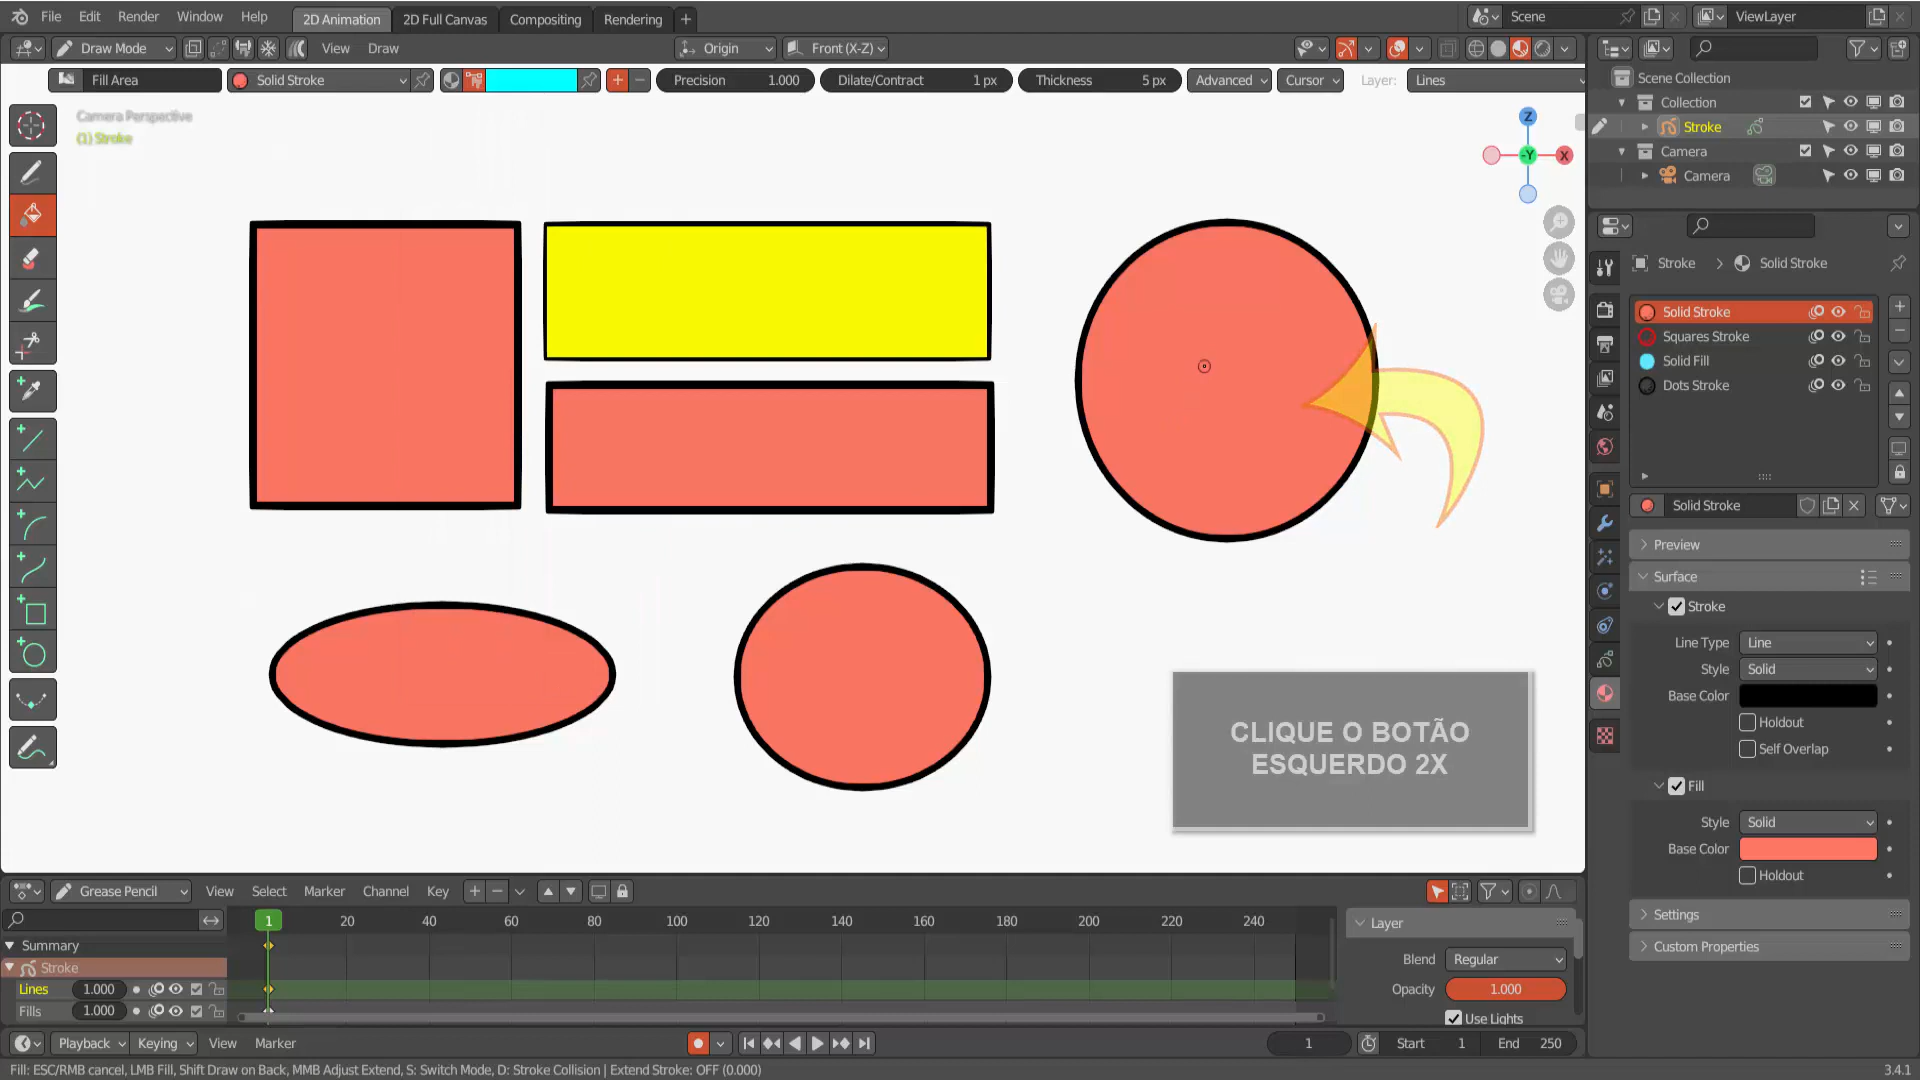 File Edit Render Window Help 2D Animation 2D Full Canvas Compositing Rendering + Scene ViewLayer
Draw Mode View Draw Origin Front (X-Z)
Fill Area Solid Stroke Precision 1.000 Dilate/Contract 1 px Thickness 5 px Advanced Cursor Layer: Lines
Camera Perspective
(1) Stroke
Z
-Y
X
CLIQUE O BOTÃO
ESQUERDO 2X
Scene Collection
Collection
Stroke
Camera
Camera
Stroke > Solid Stroke
Solid Stroke
Squares Stroke
Solid Fill
Dots Stroke
Solid Stroke
Preview
Surface
Stroke
Line Type Line
Style Solid
Base Color
Holdout
Self Overlap
Fill
Style Solid
Base Color
Holdout
Settings
Custom Properties
Grease Pencil View Select Marker Channel Key
1 20 40 60 80 100 120 140 160 180 200 220 240
Summary
Stroke
Lines 1.000
Fills 1.000
Layer
Blend Regular
Opacity 1.000
Use Lights
Playback Keying View Marker 1 Start 1 End 250
Fill: ESC/RMB cancel, LMB Fill, Shift Draw on Back, MMB Adjust Extend, S: Switch Mode, D: Stroke Collision | Extend Stroke: OFF (0.000) 3.4.1